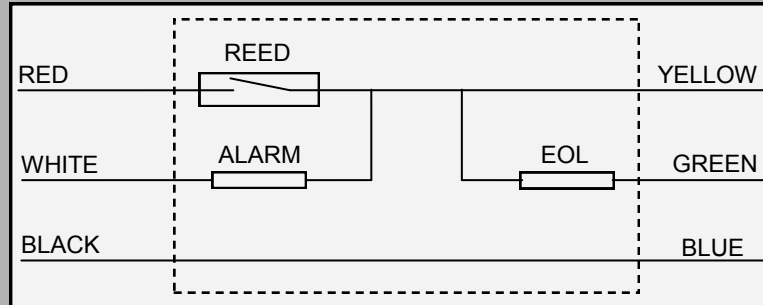 REED
RED
YELLOW
WHITE
ALARM
EOL
GREEN
BLACK
BLUE